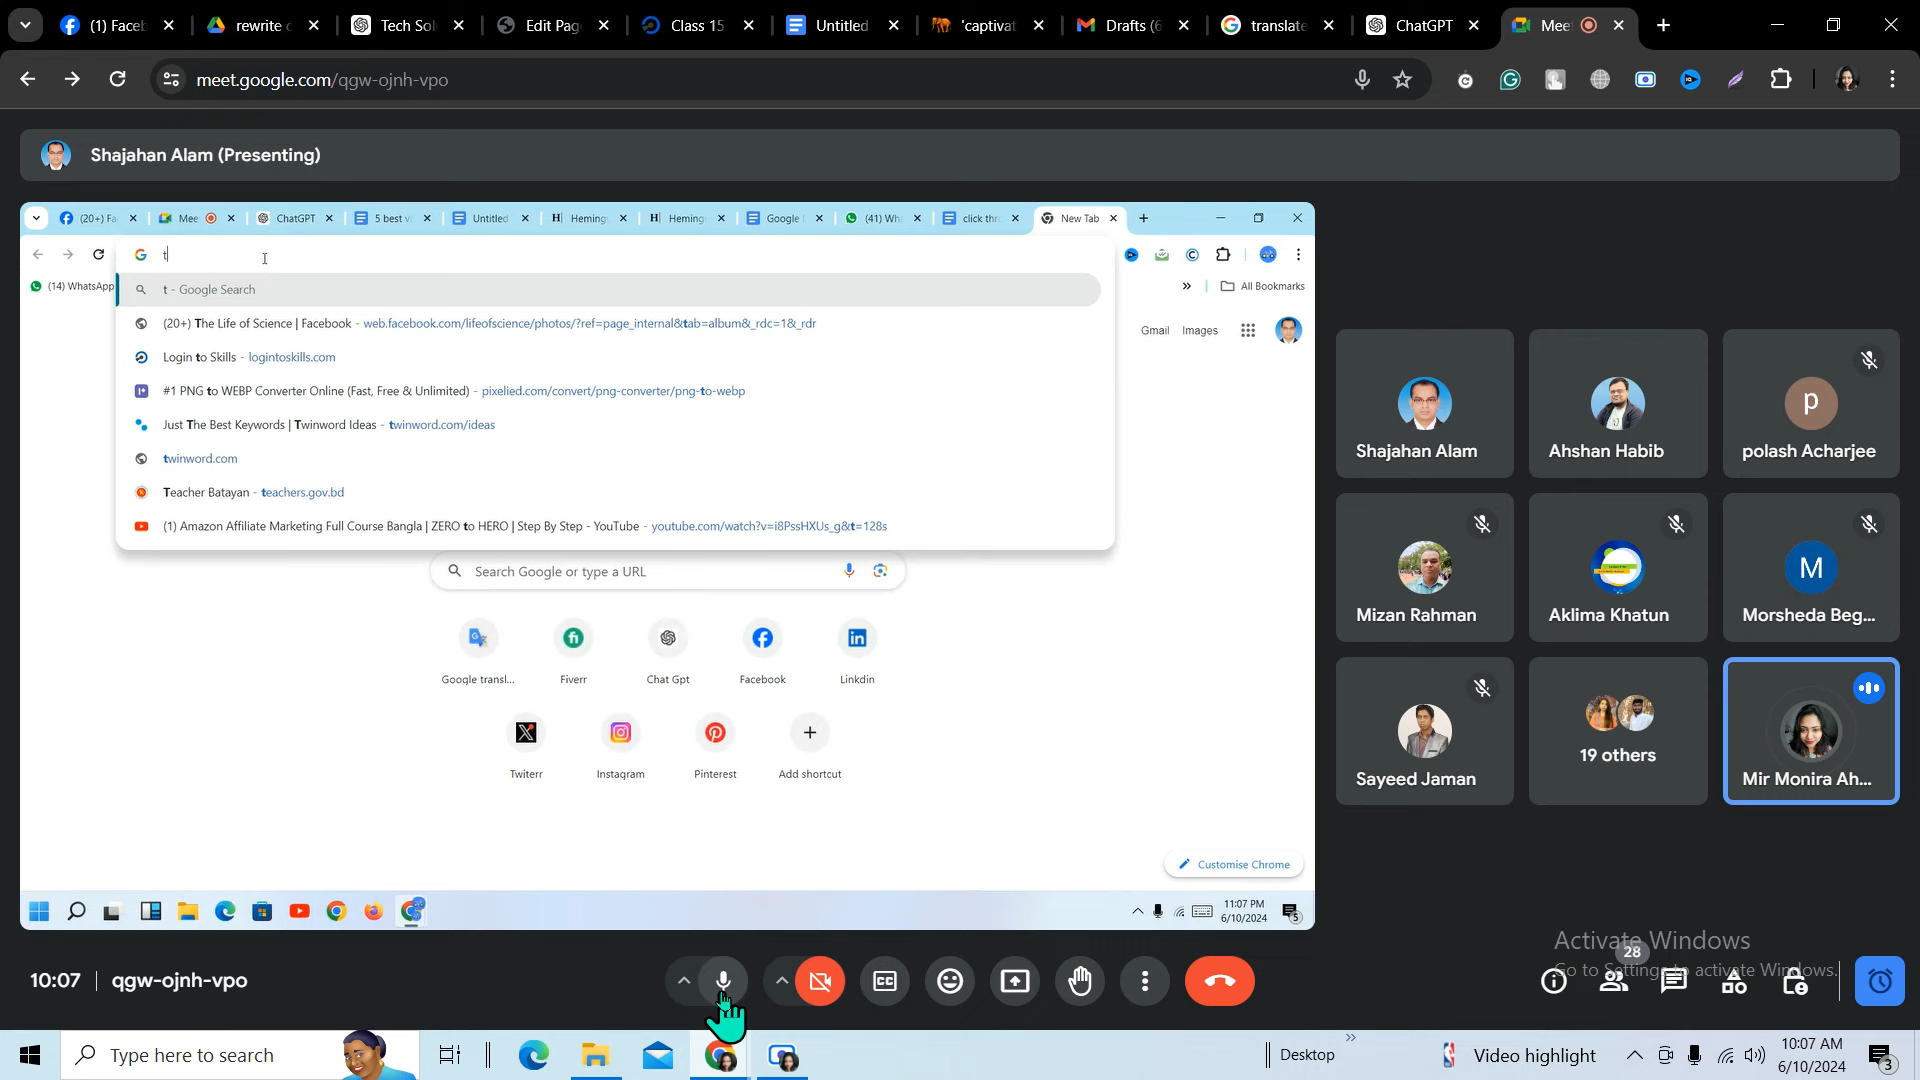 (1) Faceb
rewrite c
Tech Sol
Edit Pag
Class 15
Untitled
'captivat
Drafts (6
translate
ChatGPT
Mee
meet.google.com/qgw-ojnh-vpo
Shajahan Alam (Presenting)
(20+) Fa
Mee
ChatGPT
5 best v
Untitled
Heming
Heming
Google
(41) Wh
click thr
New Tab
t
(14) WhatsApp
All Bookmarks
t - Google Search
(20+) The Life of Science | Facebook - web.facebook.com/lifeofscience/photos/?ref=page_internal&tab=album&_rdc=1&_rdr
Login to Skills - logintoskills.com
#1 PNG to WEBP Converter Online (Fast, Free & Unlimited) - pixelied.com/convert/png-converter/png-to-webp
Just The Best Keywords | Twinword Ideas - twinword.com/ideas
twinword.com
Teacher Batayan - teachers.gov.bd
(1) Amazon Affiliate Marketing Full Course Bangla | ZERO to HERO | Step By Step - YouTube - youtube.com/watch?v=i8PssHXUs_g&t=128s
Gmail Images
Search Google or type a URL
Google transl...
Fiverr
Chat Gpt
Facebook
Linkdin
Twiterr
Instagram
Pinterest
Add shortcut
Customise Chrome
11:07 PM
6/10/2024
5
Shajahan Alam
Ahshan Habib
p
polash Acharjee
Mizan Rahman
Aklima Khatun
M
Morsheda Beg...
Sayeed Jaman
19 others
Mir Monira Ah...
Activate Windows
Go to Settings to activate Windows.
10:07 | qgw-ojnh-vpo
28
Type here to search
Desktop
Video highlight
10:07 AM
6/10/2024
3